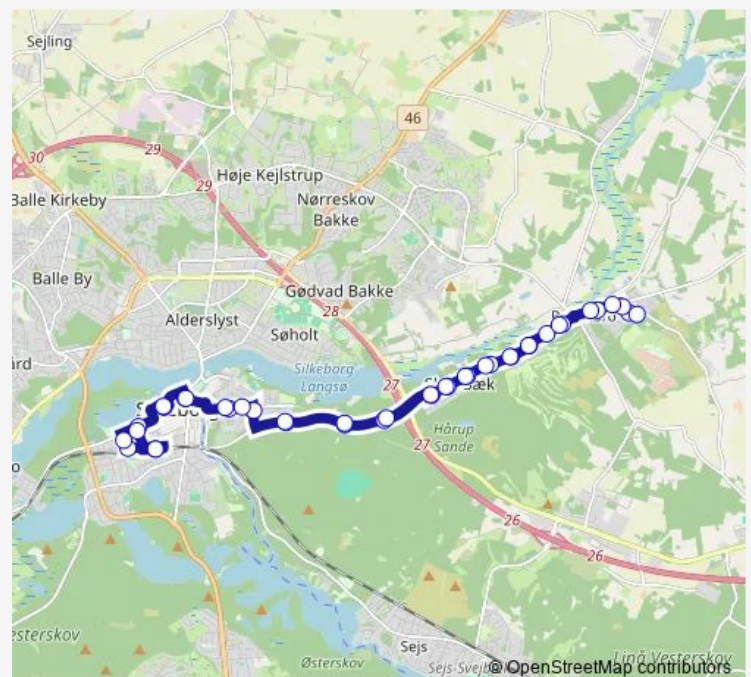 Sejling
46
30
29
29
Høje Kejlstrup
Balle Kirkeby
Nørreskov
Bakke
Balle By
Gødvad Bakke
28
Alderslyst
Søholt
Silkeborg
Langsø
27
Hårup
Sande
27
26
26
Sejs
Østerskov
© OpenStreetMap contributors